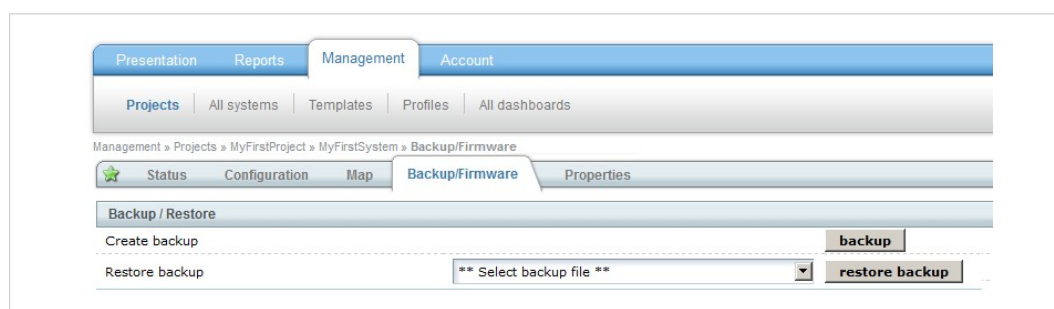 Presentation Reports Management Account
Projects All systems Templates Profiles All dashboards
Management » Projects » MyFirstProject » MyFirstSystem » Backup/Firmware
Status Configuration Map Backup/Firmware Properties
Backup / Restore
Create backup backup
Restore backup ** Select backup file ** restore backup